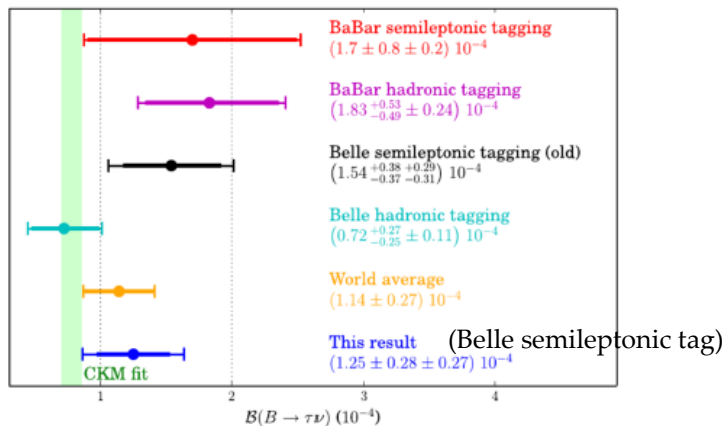 BaBar semileptonic tagging
(1.7 ± 0.8 ± 0.2) 10⁻⁴
BaBar hadronic tagging
(1.83 +0.53 −0.49 ± 0.24) 10⁻⁴
Belle semileptonic tagging (old)
(1.54 +0.38 −0.37 +0.29 −0.31) 10⁻⁴
Belle hadronic tagging
(0.72 +0.27 −0.25 ± 0.11) 10⁻⁴
World average
(1.14 ± 0.27) 10⁻⁴
This result (Belle semileptonic tag)
(1.25 ± 0.28 ± 0.27) 10⁻⁴
CKM fit
1 2 3 4
B(B → τν) (10⁻⁴)